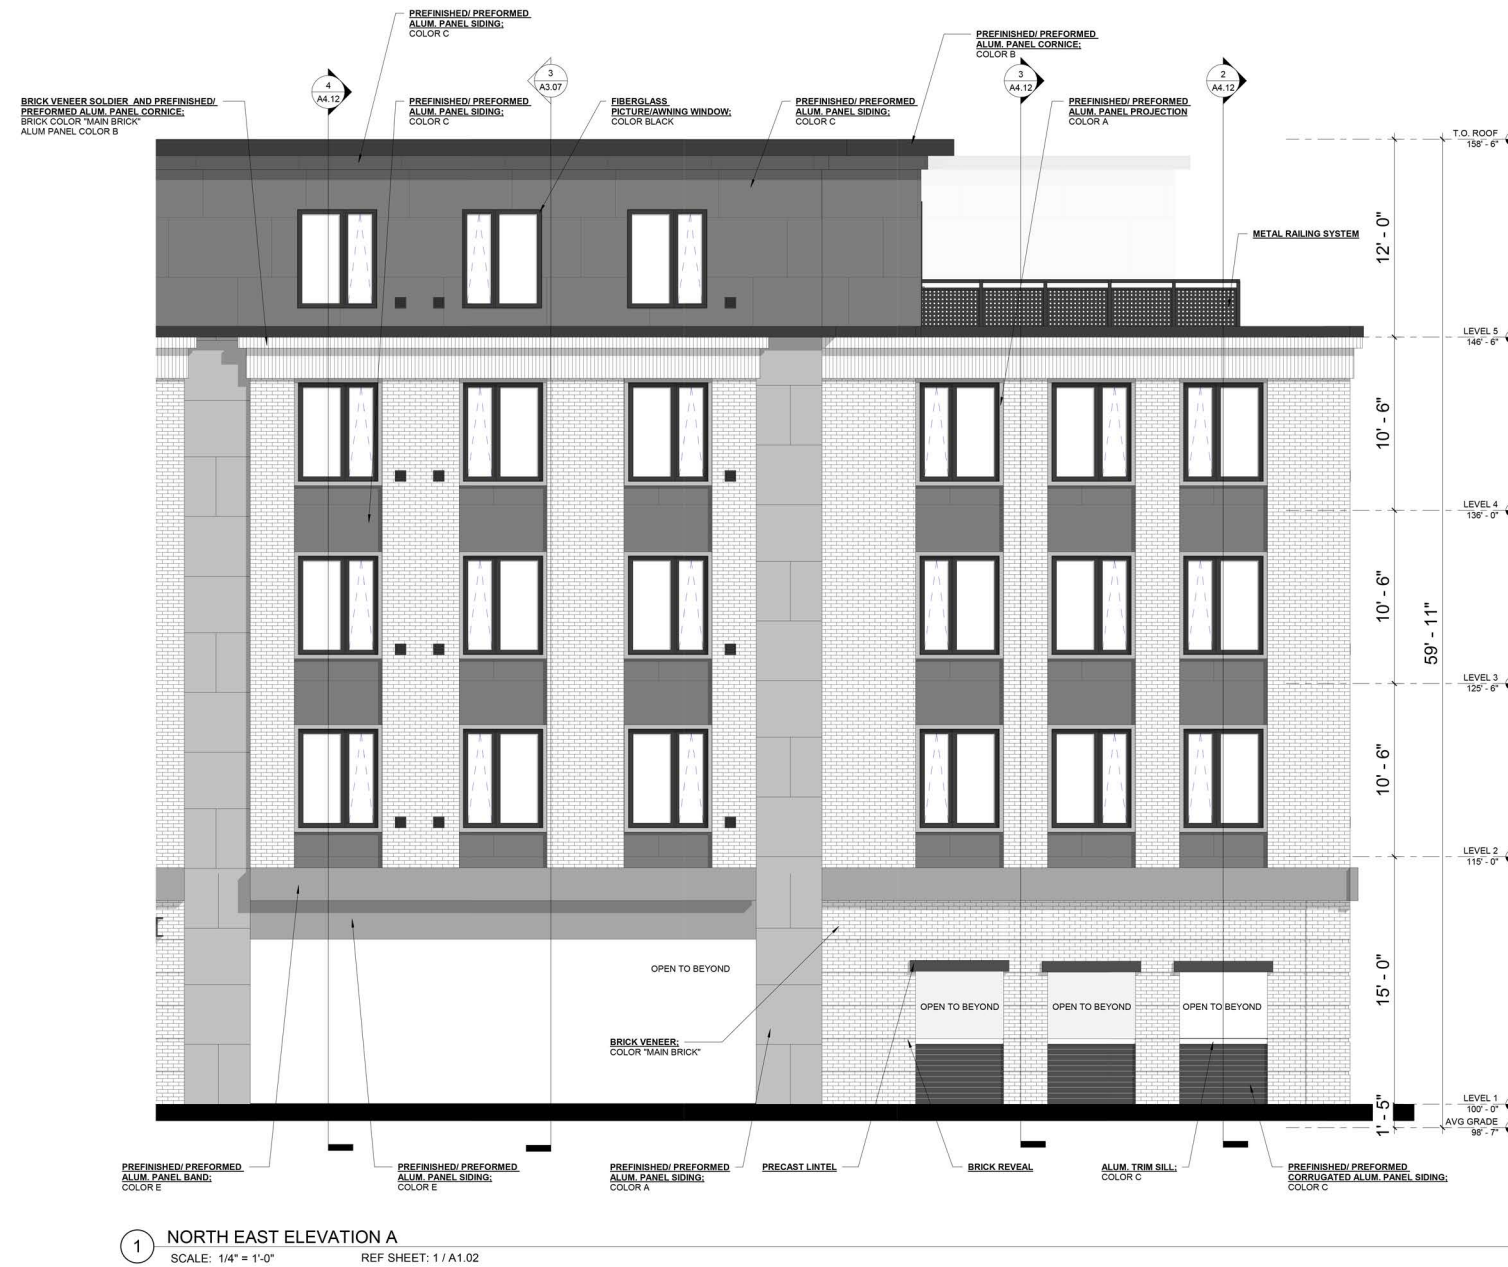 PREFINISHED/ PREFORMED
ALUM. PANEL SIDING;
COLOR C
PREFINISHED/ PREFORMED
ALUM. PANEL CORNICE;
COLOR B
4
A4.12
3
A3.07
3
A4.12
2
A4.12
BRICK VENEER SOLDIER AND PREFINISHED/
PREFORMED ALUM. PANEL CORNICE;
BRICK COLOR "MAIN BRICK"
ALUM PANEL COLOR B
PREFINISHED/ PREFORMED
ALUM. PANEL SIDING;
COLOR C
FIBERGLASS
PICTURE/AWNING WINDOW;
COLOR BLACK
PREFINISHED/ PREFORMED
ALUM. PANEL SIDING;
COLOR C
PREFINISHED/ PREFORMED
ALUM. PANEL PROJECTION
COLOR A
T.O. ROOF
158' - 6"
12' - 0"
METAL RAILING SYSTEM
LEVEL 5
146' - 6"
10' - 6"
LEVEL 4
136' - 0"
10' - 6"
59' - 11"
LEVEL 3
125' - 6"
10' - 6"
LEVEL 2
115' - 0"
15' - 0"
OPEN TO BEYOND
OPEN TO BEYOND
OPEN TO BEYOND
OPEN TO BEYOND
BRICK VENEER;
COLOR "MAIN BRICK"
LEVEL 1
100' - 0"
1' - 5"
AVG GRADE
98' - 7"
PREFINISHED/ PREFORMED
ALUM. PANEL BAND;
COLOR E
PREFINISHED/ PREFORMED
ALUM. PANEL SIDING;
COLOR E
PREFINISHED/ PREFORMED
ALUM. PANEL SIDING;
COLOR A
PRECAST LINTEL
BRICK REVEAL
ALUM. TRIM SILL;
COLOR C
PREFINISHED/ PREFORMED
CORRUGATED ALUM. PANEL SIDING;
COLOR C
1
NORTH EAST ELEVATION A
SCALE: 1/4" = 1'-0"
REF SHEET: 1 / A1.02